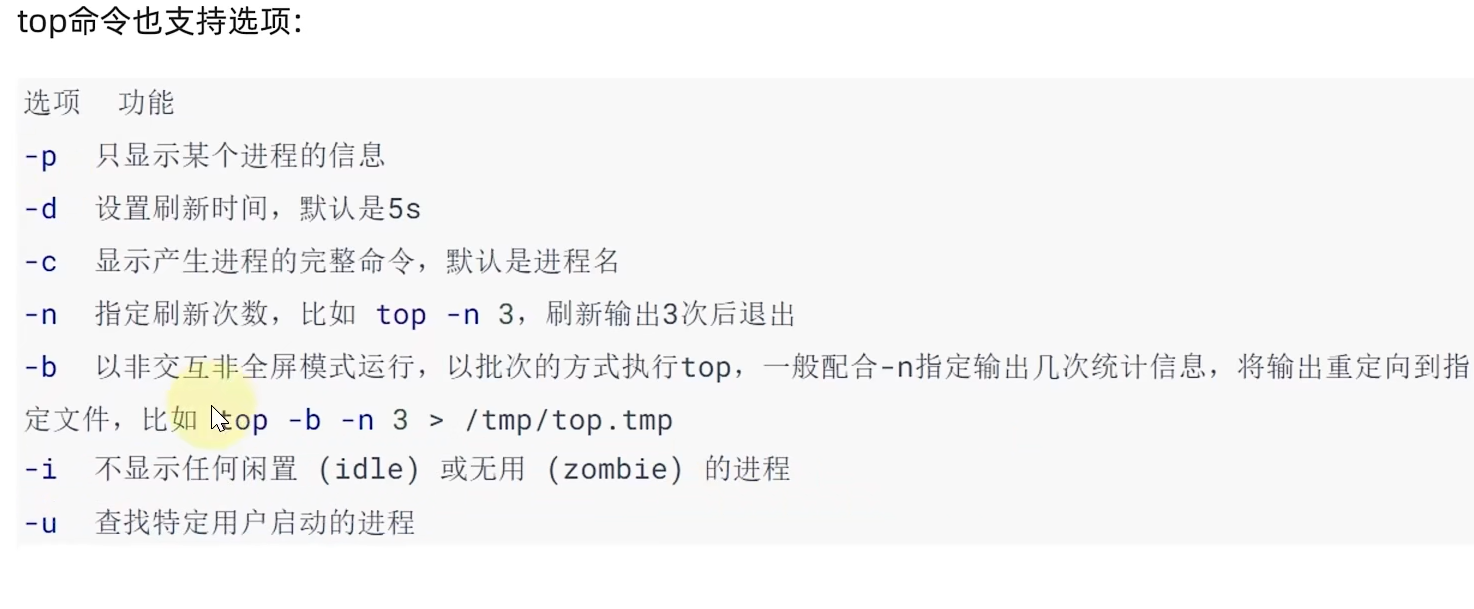 top命令也支持选项：
选项 功能
-p 只显示某个进程的信息
-d 设置刷新时间，默认是5s
-c 显示产生进程的完整命令，默认是进程名
-n 指定刷新次数，比如 top -n 3，刷新输出3次后退出
-b 以非交互非全屏模式运行，以批次的方式执行top，一般配合-n指定输出几次统计信息，将输出重定向到指
定文件，比如 top -b -n 3 > /tmp/top.tmp
-i 不显示任何闲置 (idle) 或无用 (zombie) 的进程
-u 查找特定用户启动的进程